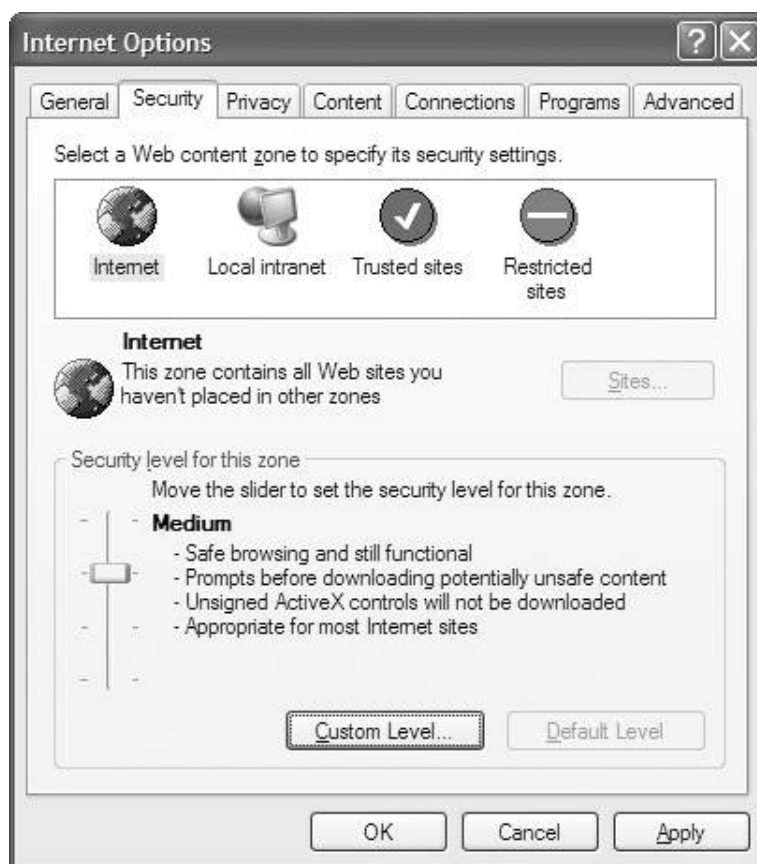 Internet Options
General Security Privacy Content Connections Programs Advanced
Select a Web content zone to specify its security settings.
Internet Local intranet Trusted sites Restricted
sites
Internet
This zone contains all Web sites you
haven't placed in other zones
Sites...
Security level for this zone
Move the slider to set the security level for this zone.
Medium
- Safe browsing and still functional
- Prompts before downloading potentially unsafe content
- Unsigned ActiveX controls will not be downloaded
- Appropriate for most Internet sites
Custom Level... Default Level
OK Cancel Apply